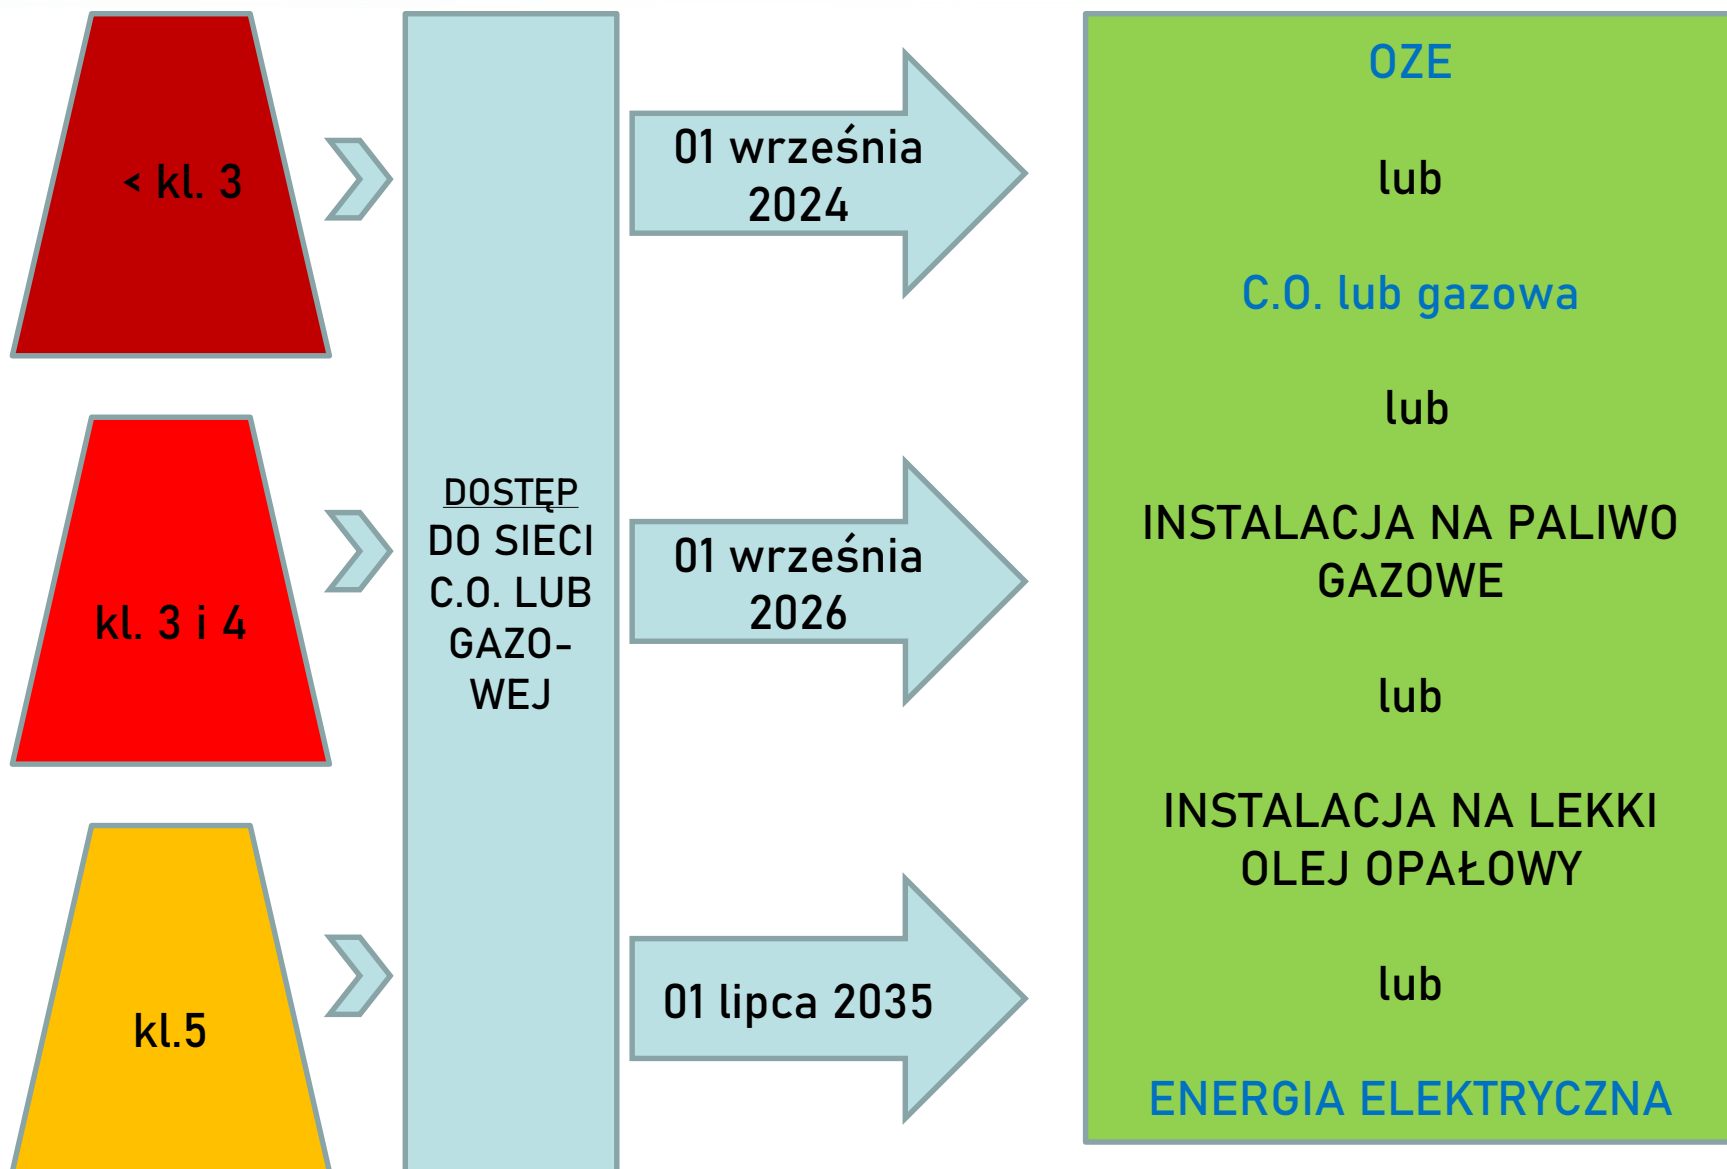 < kl. 3
kl. 3 i 4
kl.5
DOSTĘP
DO SIECI
C.O. LUB
GAZO-
WEJ
01 września
2024
01 września
2026
01 lipca 2035
OZE
lub
C.O. lub gazowa
lub
INSTALACJA NA PALIWO
GAZOWE
lub
INSTALACJA NA LEKKI
OLEJ OPAŁOWY
lub
ENERGIA ELEKTRYCZNA